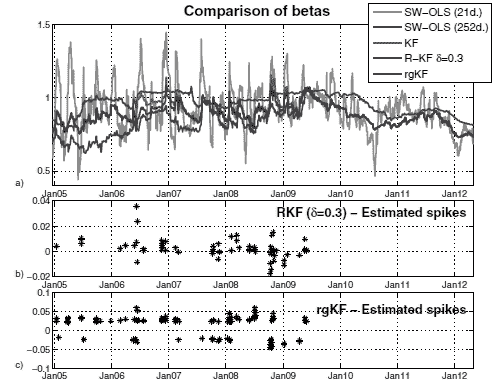 Comparison of betas
SW-OLS (21d.)
SW-OLS (252d.)
KF
R-KF δ=0.3
rgKF
1.5
1
0.5
a)
Jan05 Jan06 Jan07 Jan08 Jan09 Jan10 Jan11 Jan12
RKF (δ=0.3) – Estimated spikes
0.04
0.02
0
−0.02
b)
Jan05 Jan06 Jan07 Jan08 Jan09 Jan10 Jan11 Jan12
rgKF – Estimated spikes
0.1
0.05
0
−0.05
−0.1
c)
Jan05 Jan06 Jan07 Jan08 Jan09 Jan10 Jan11 Jan12